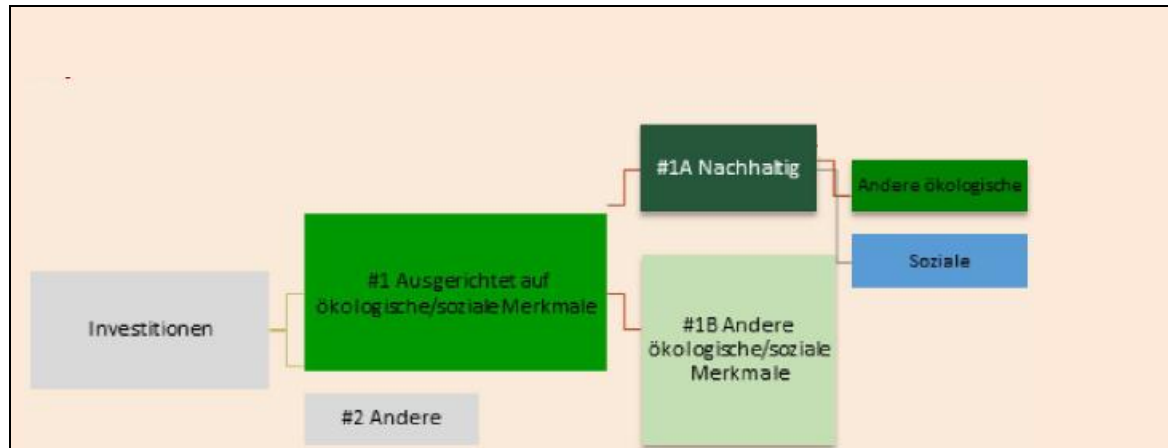 #1A Nachhaltig
Andere ökologische
Soziale
#1 Ausgerichtet auf
ökologische/soziale Merkmale
Investitionen
#1B Andere
ökologische/soziale
Merkmale
#2 Andere